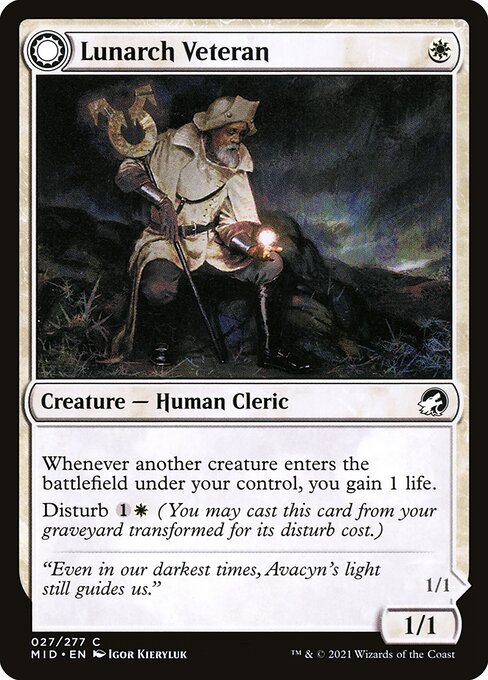 Lunarch Veteran
Creature — Human Cleric
Whenever another creature enters the
battlefield under your control, you gain 1 life.
Disturb 1 (You may cast this card from your
graveyard transformed for its disturb cost.)
“Even in our darkest times, Avacyn’s light
still guides us.”
1/1
1/1
027/277 C
MID • EN Igor Kieryluk
™ & © 2021 Wizards of the Coast